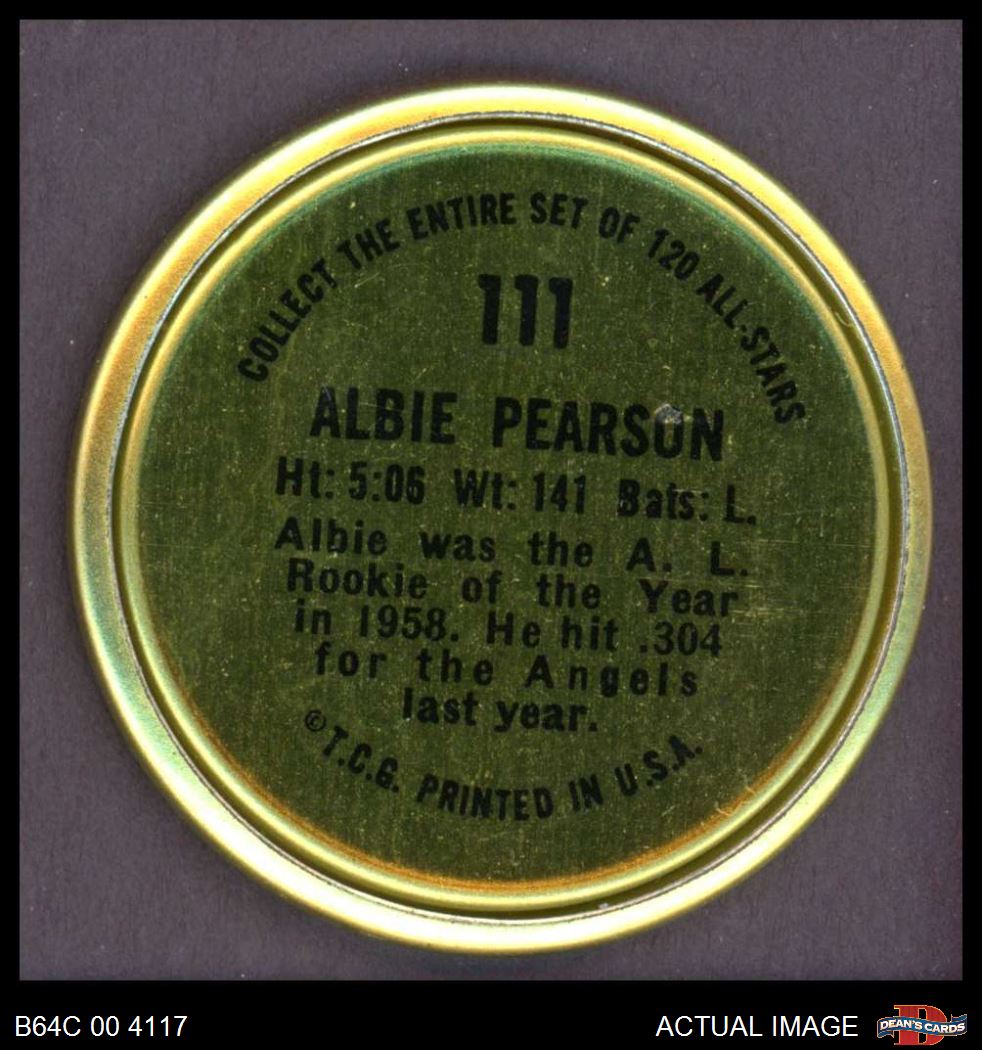 COLLECT THE ENTIRE SET OF 120 ALL-STARS
111
ALBIE PEARSON
Ht: 5:06 Wt: 141 Bats: L.
Albie was the A. L.
Rookie of the Year
in 1958. He hit .304
for the Angels
last year.
© T.C.G. PRINTED IN U.S.A.
B64C 00 4117
ACTUAL IMAGE
DEAN'S CARDS